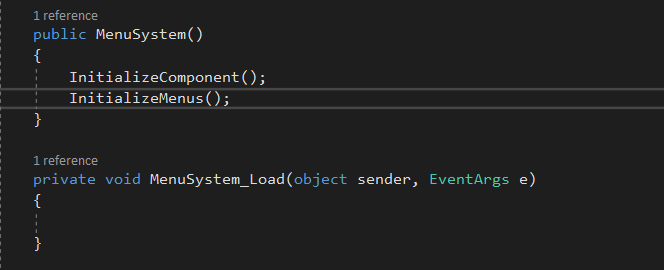 1 reference
public MenuSystem()
{
InitializeComponent();
InitializeMenus();
}
1 reference
private void MenuSystem_Load(object sender, EventArgs e)
{
}